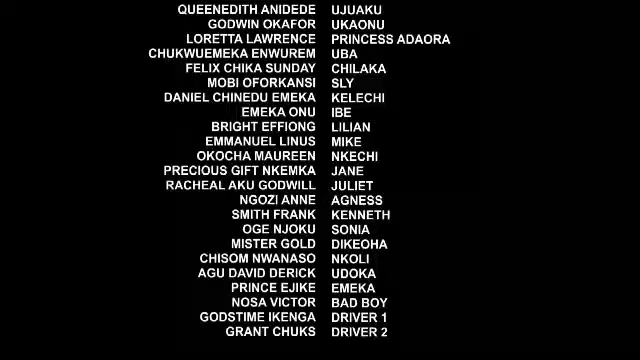 QUEENEDITH ANIDEDE UJUAKU
GODWIN OKAFOR UKAONU
LORETTA LAWRENCE PRINCESS ADAORA
CHUKWUEMEKA ENWUREM UBA
FELIX CHIKA SUNDAY CHILAKA
MOBI OFORKANSI SLY
DANIEL CHINEDU EMEKA KELECHI
EMEKA ONU IBE
BRIGHT EFFIONG LILIAN
EMMANUEL LINUS MIKE
OKOCHA MAUREEN NKECHI
PRECIOUS GIFT NKEMKA JANE
RACHEAL AKU GODWILL JULIET
NGOZI ANNE AGNESS
SMITH FRANK KENNETH
OGE NJOKU SONIA
MISTER GOLD DIKEOHA
CHISOM NWANASO NKOLI
AGU DAVID DERICK UDOKA
PRINCE EJIKE EMEKA
NOSA VICTOR BAD BOY
GODSTIME IKENGA DRIVER 1
GRANT CHUKS DRIVER 2